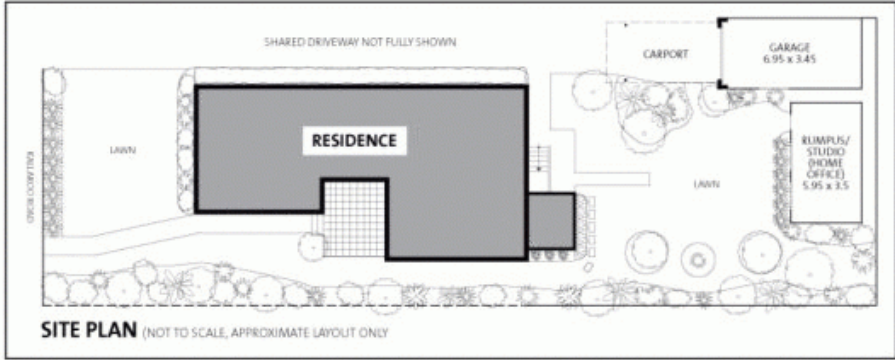 SHARED DRIVEWAY NOT FULLY SHOWN
CARPORT
GARAGE
6.95 x 3.45
RESIDENCE
LAWN
RUMPUS/
STUDIO
(HOME
OFFICE)
5.95 x 3.5
LAWN
ROAD
SITE PLAN (NOT TO SCALE, APPROXIMATE LAYOUT ONLY